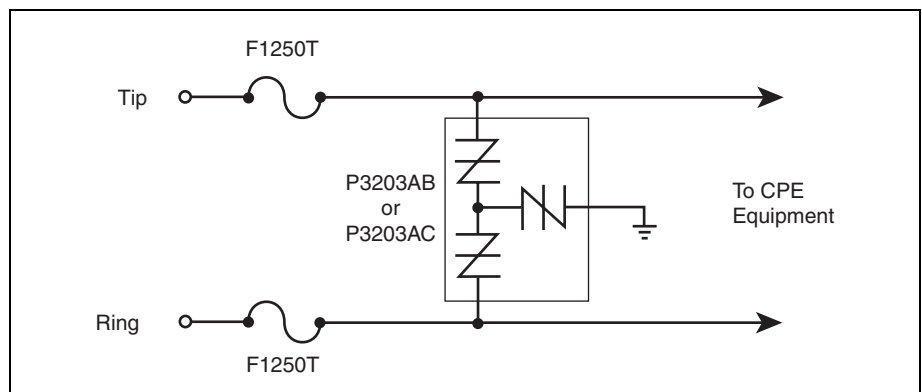 F1250T
Tip
P3203AB
or
P3203AC
To CPE
Equipment
Ring
F1250T